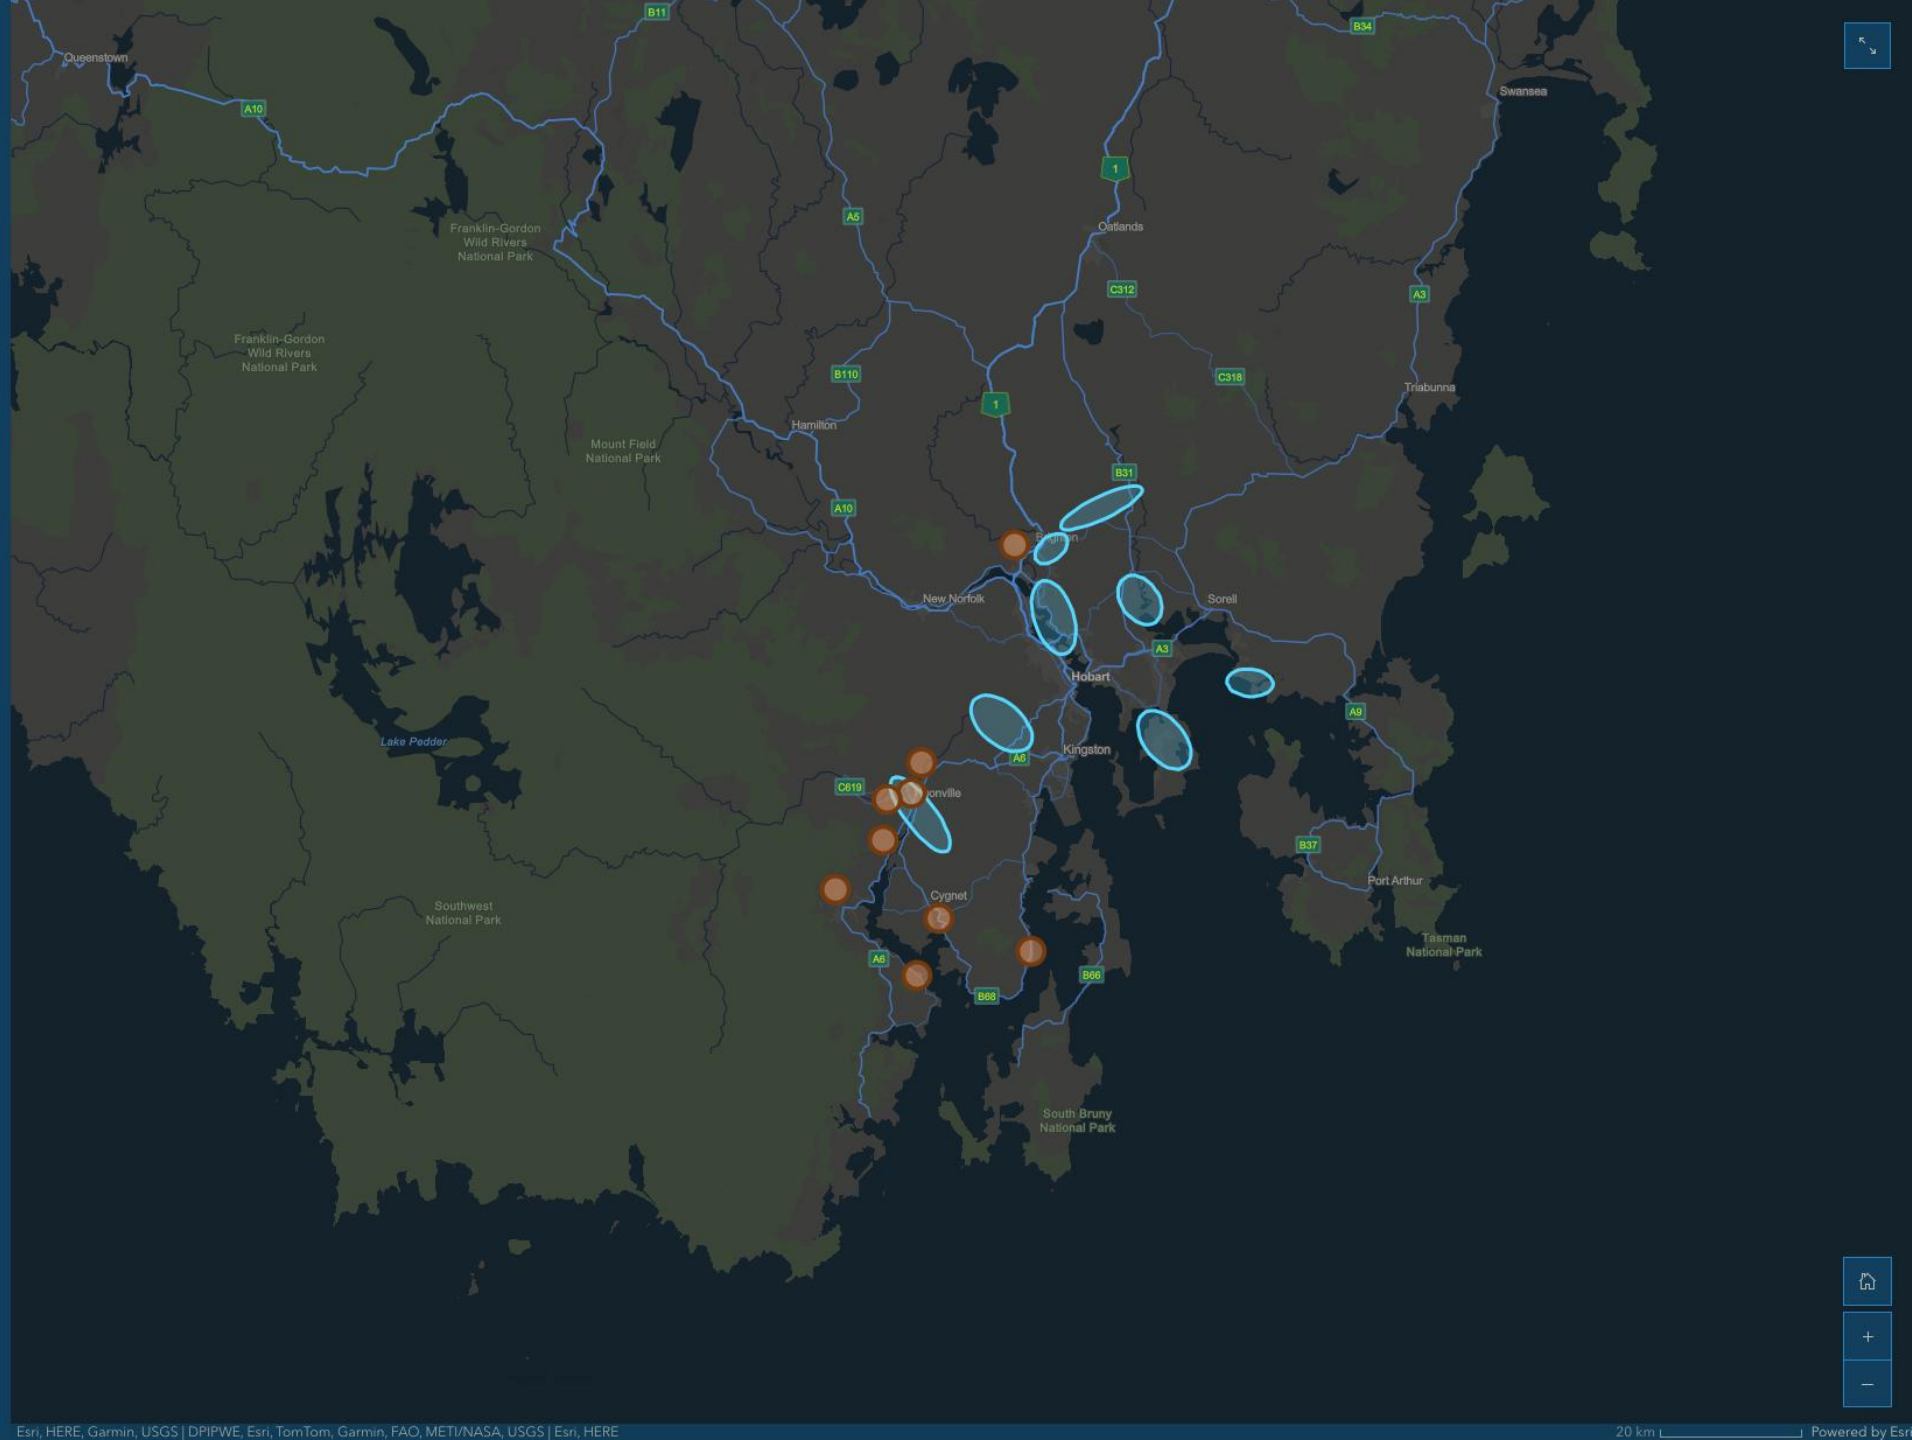 B11
B34
Queenstown
Swansea
A10
1
A5
Oatlands
Franklin-Gordon
Wild Rivers
National Park
C312
A3
Franklin-Gordon
Wild Rivers
National Park
B110
C318
Triabunna
1
Hamilton
Mount Field
National Park
B31
A10
Brighton
New Norfolk
Sorell
A3
Hobart
A9
Lake Pedder
Kingston
A6
C619
B37
Port Arthur
Cygnet
Southwest
National Park
Tasman
National Park
A6
B66
B68
South Bruny
National Park
+
–
Esri, HERE, Garmin, USGS | DPIPWE, Esri, TomTom, Garmin, FAO, METI/NASA, USGS | Esri, HERE
20 km
Powered by Esri